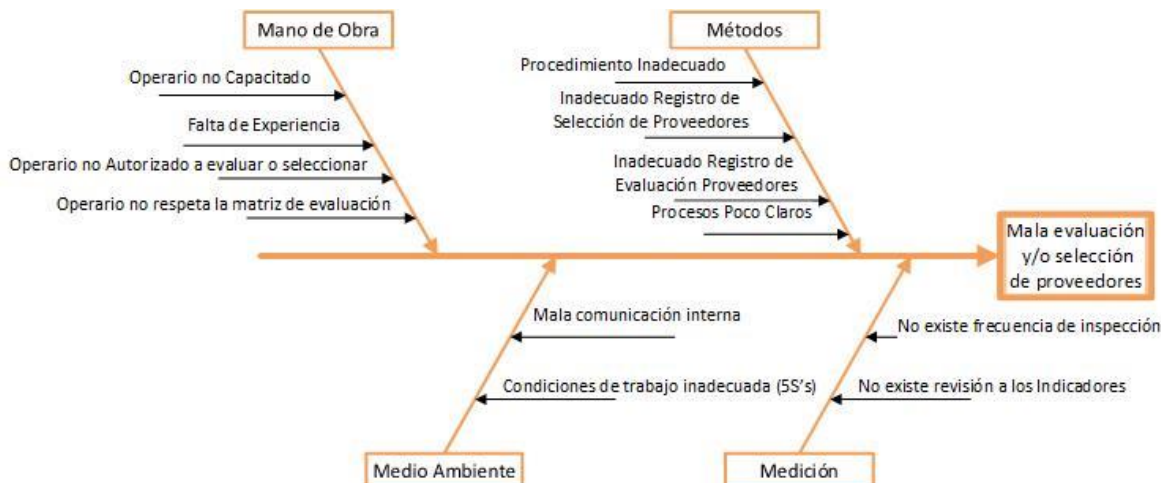 Mano de Obra
Métodos
Operario no Capacitado
Falta de Experiencia
Operario no Autorizado a evaluar o seleccionar
Operario no respeta la matriz de evaluación
Procedimiento Inadecuado
Inadecuado Registro de
Selección de Proveedores
Inadecuado Registro de
Evaluación Proveedores
Procesos Poco Claros
Mala evaluación
y/o selección
de proveedores
Mala comunicación interna
Condiciones de trabajo inadecuada (5S's)
No existe frecuencia de inspección
No existe revisión a los Indicadores
Medio Ambiente
Medición